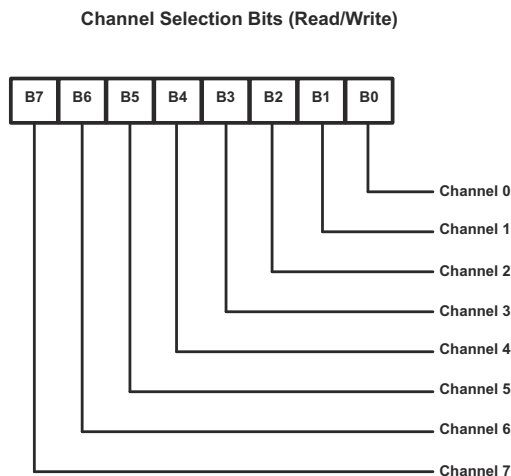 Channel Selection Bits (Read/Write)
B7 B6 B5 B4 B3 B2 B1 B0
Channel 0
Channel 1
Channel 2
Channel 3
Channel 4
Channel 5
Channel 6
Channel 7